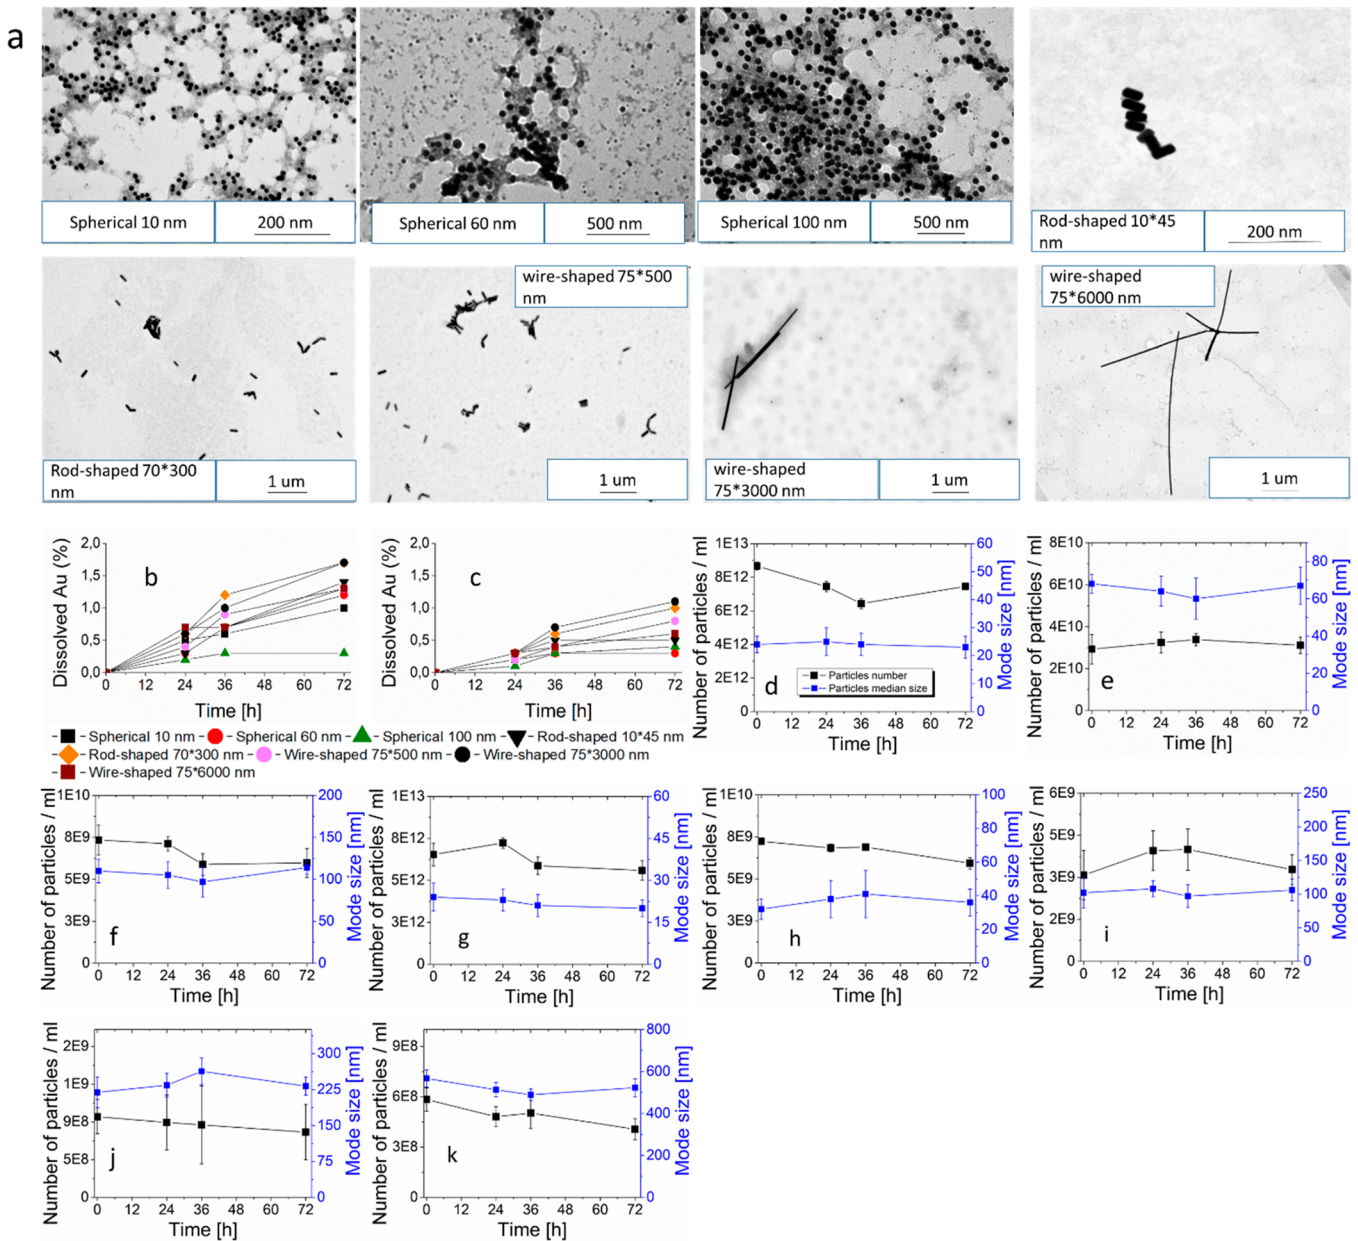 a
Spherical 10 nm
200 nm
Spherical 60 nm
500 nm
Spherical 100 nm
500 nm
Rod-shaped 10*45
nm
200 nm
Rod-shaped 70*300
nm
1 um
wire-shaped 75*500
nm
1 um
wire-shaped
75*3000 nm
1 um
wire-shaped
75*6000 nm
1 um
Dissolved Au (%)
2,0
1,5
1,0
0,5
0,0
b
0 12 24 36 48 60 72
Time [h]
Dissolved Au (%)
2,0
1,5
1,0
0,5
0,0
c
0 12 24 36 48 60 72
Time [h]
Spherical 10 nm
Spherical 60 nm
Spherical 100 nm
Rod-shaped 10*45 nm
Rod-shaped 70*300 nm
Wire-shaped 75*500 nm
Wire-shaped 75*3000 nm
Wire-shaped 75*6000 nm
Number of particles / ml
1E13
8E12
6E12
4E12
2E12
0
d
Particles number
Particles median size
60
50
40
30
20
10
0
Mode size [nm]
0 12 24 36 48 60 72
Time [h]
Number of particles / ml
8E10
6E10
4E10
2E10
0
e
80
60
40
20
0
Mode size [nm]
0 12 24 36 48 60 72
Time [h]
Number of particles / ml
1E10
8E9
5E9
3E9
0
f
200
150
100
50
0
Mode size [nm]
0 12 24 36 48 60 72
Time [h]
Number of particles / ml
1E13
8E12
5E12
3E12
0
g
60
45
30
15
0
Mode size [nm]
0 12 24 36 48 60 72
Time [h]
Number of particles / ml
1E10
8E9
5E9
3E9
0
h
100
80
60
40
20
0
Mode size [nm]
0 12 24 36 48 60 72
Time [h]
Number of particles / ml
6E9
5E9
3E9
2E9
0
i
250
200
150
100
50
0
Mode size [nm]
0 12 24 36 48 60 72
Time [h]
Number of particles / ml
2E9
1E9
9E8
5E8
0
j
300
225
150
75
0
Mode size [nm]
0 12 24 36 48 60 72
Time [h]
Number of particles / ml
9E8
6E8
3E8
0
k
800
600
400
200
0
Mode size [nm]
0 12 24 36 48 60 72
Time [h]